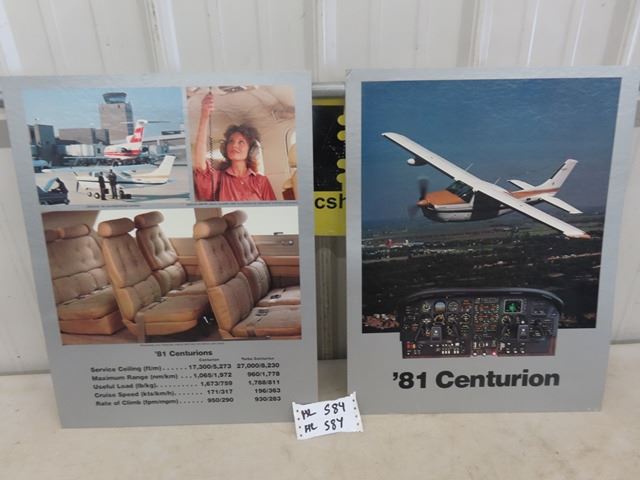 '81 Centurions
Centurion Turbo Centurion
Service Ceiling (ft/m) ..... 17,300/5,273 27,000/8,230
Maximum Range (nm/km) ... 1,065/1,972 960/1,778
Useful Load (lb/kg) .......... 1,673/759 1,788/811
Cruise Speed (kts/km/h) ...... 171/317 196/363
Rate of Climb (fpm/mpm) ...... 950/290 930/283
csh
'81 Centurion
AR 584
AR 584